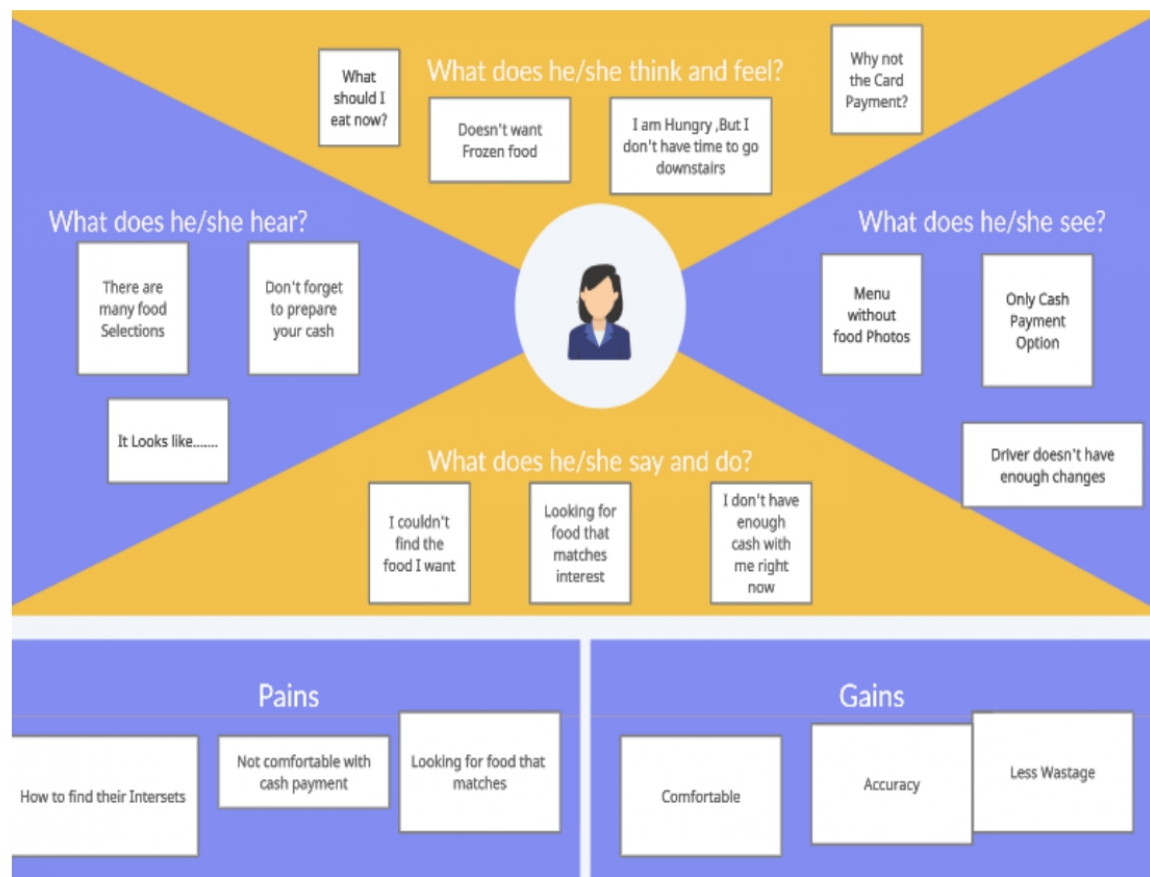 What does he/she think and feel?
What
should I
eat now?
Doesn't want
Frozen food
I am Hungry ,But I
don't have time to go
downstairs
Why not
the Card
Payment?
What does he/she hear?
There are
many food
Selections
Don't forget
to prepare
your cash
It Looks like.......
What does he/she see?
Menu
without
food Photos
Only Cash
Payment
Option
Driver doesn't have
enough changes
What does he/she say and do?
I couldn't
find the
food I want
Looking for
food that
matches
interest
I don't have
enough
cash with
me right
now
Pains
How to find their Intersets
Not comfortable with
cash payment
Looking for food that
matches
Gains
Comfortable
Accuracy
Less Wastage